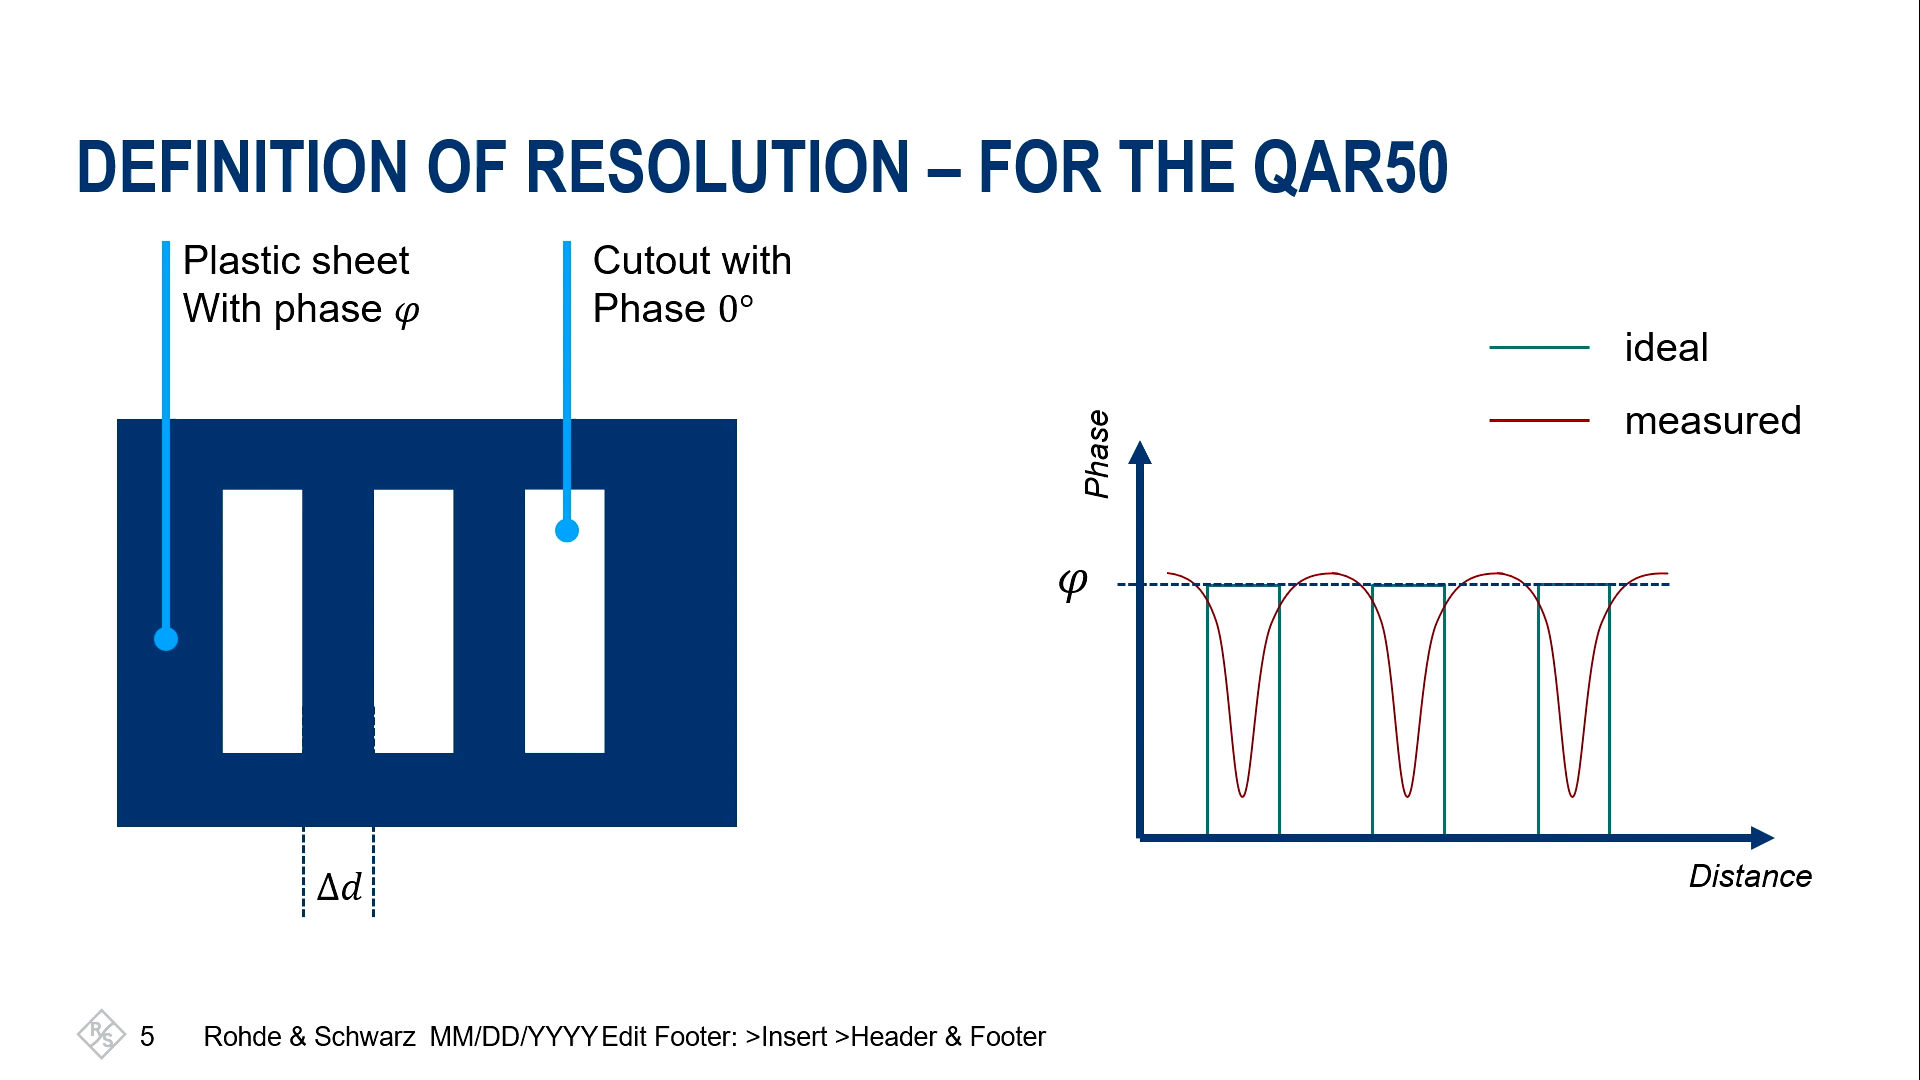 DEFINITION OF RESOLUTION – FOR THE QAR50
Plastic sheet
With phase φ
Cutout with
Phase 0°
ideal
measured
Phase
φ
Distance
Δd
R
S
5 Rohde & Schwarz MM/DD/YYYY Edit Footer: >Insert >Header & Footer